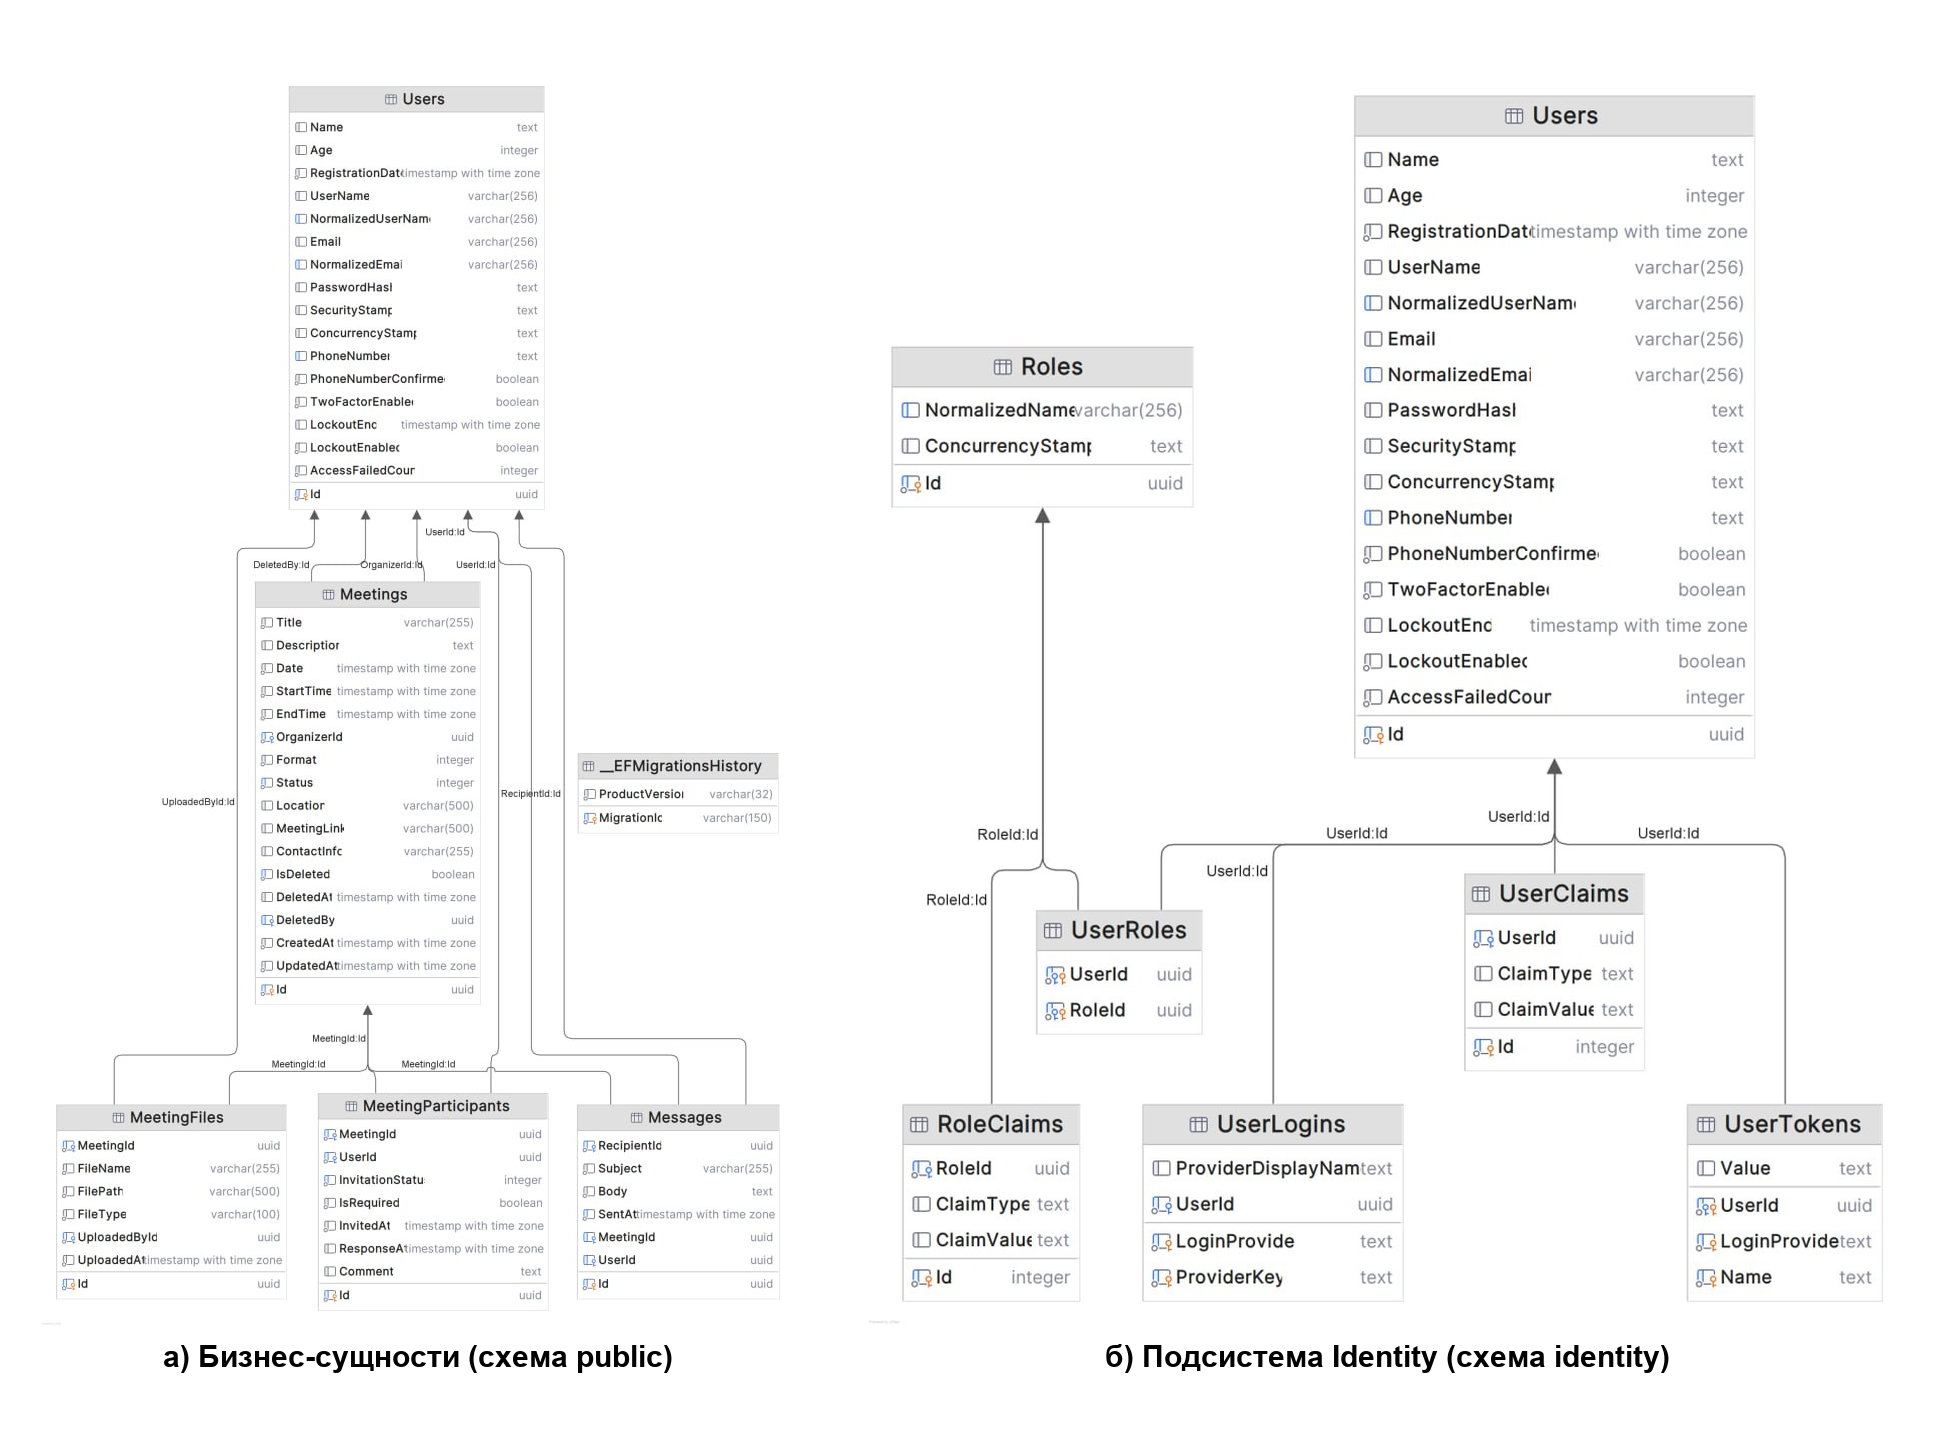 Users
Name text
Age integer
RegistrationDat timestamp with time zone
UserName varchar(256)
NormalizedUserNam varchar(256)
Email varchar(256)
NormalizedEmai varchar(256)
PasswordHasl text
SecurityStamp text
ConcurrencyStamp text
PhoneNumber text
PhoneNumberConfirme boolean
TwoFactorEnable boolean
LockoutEnd timestamp with time zone
LockoutEnabled boolean
AccessFailedCour integer
Id uuid
UserId:Id
DeletedBy:Id
OrganizerId:Id
UserId:Id
Meetings
Title varchar(255)
Description text
Date timestamp with time zone
StartTime timestamp with time zone
EndTime timestamp with time zone
OrganizerId uuid
Format integer
Status integer
Location varchar(500)
MeetingLink varchar(500)
ContactInfo varchar(255)
IsDeleted boolean
DeletedAt timestamp with time zone
DeletedBy uuid
CreatedAt timestamp with time zone
UpdatedAt timestamp with time zone
Id uuid
UploadedById:Id
RecipientId:Id
__EFMigrationsHistory
ProductVersion varchar(32)
MigrationId varchar(150)
MeetingId:Id
MeetingId:Id
MeetingId:Id
MeetingFiles
MeetingId uuid
FileName varchar(255)
FilePath varchar(500)
FileType varchar(100)
UploadedById uuid
UploadedAt timestamp with time zone
Id uuid
MeetingParticipants
MeetingId uuid
UserId uuid
InvitationStatu integer
IsRequired boolean
InvitedAt timestamp with time zone
ResponseA timestamp with time zone
Comment text
Id uuid
Messages
RecipientId uuid
Subject varchar(255)
Body text
SentAt timestamp with time zone
MeetingId uuid
UserId uuid
Id uuid
а) Бизнес-сущности (схема public)
Roles
NormalizedName varchar(256)
ConcurrencyStamp text
Id uuid
Users
Name text
Age integer
RegistrationDat timestamp with time zone
UserName varchar(256)
NormalizedUserNam varchar(256)
Email varchar(256)
NormalizedEmai varchar(256)
PasswordHasl text
SecurityStamp text
ConcurrencyStamp text
PhoneNumber text
PhoneNumberConfirme boolean
TwoFactorEnable boolean
LockoutEnd timestamp with time zone
LockoutEnabled boolean
AccessFailedCour integer
Id uuid
RoleId:Id
RoleId:Id
UserId:Id
UserId:Id
UserId:Id
UserId:Id
UserRoles
UserId uuid
RoleId uuid
UserClaims
UserId uuid
ClaimType text
ClaimValue text
Id integer
RoleClaims
RoleId uuid
ClaimType text
ClaimValue text
Id integer
UserLogins
ProviderDisplayNam text
UserId uuid
LoginProvide text
ProviderKey text
UserTokens
Value text
UserId uuid
LoginProvide text
Name text
б) Подсистема Identity (схема identity)